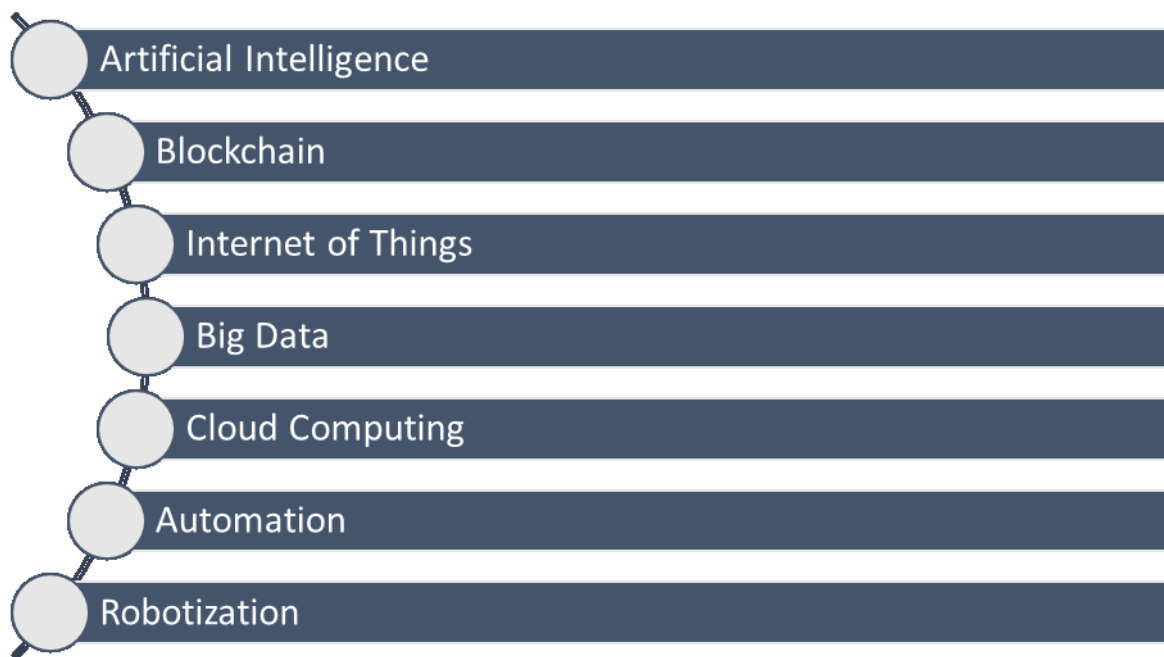 Artificial Intelligence
Blockchain
Internet of Things
Big Data
Cloud Computing
Automation
Robotization